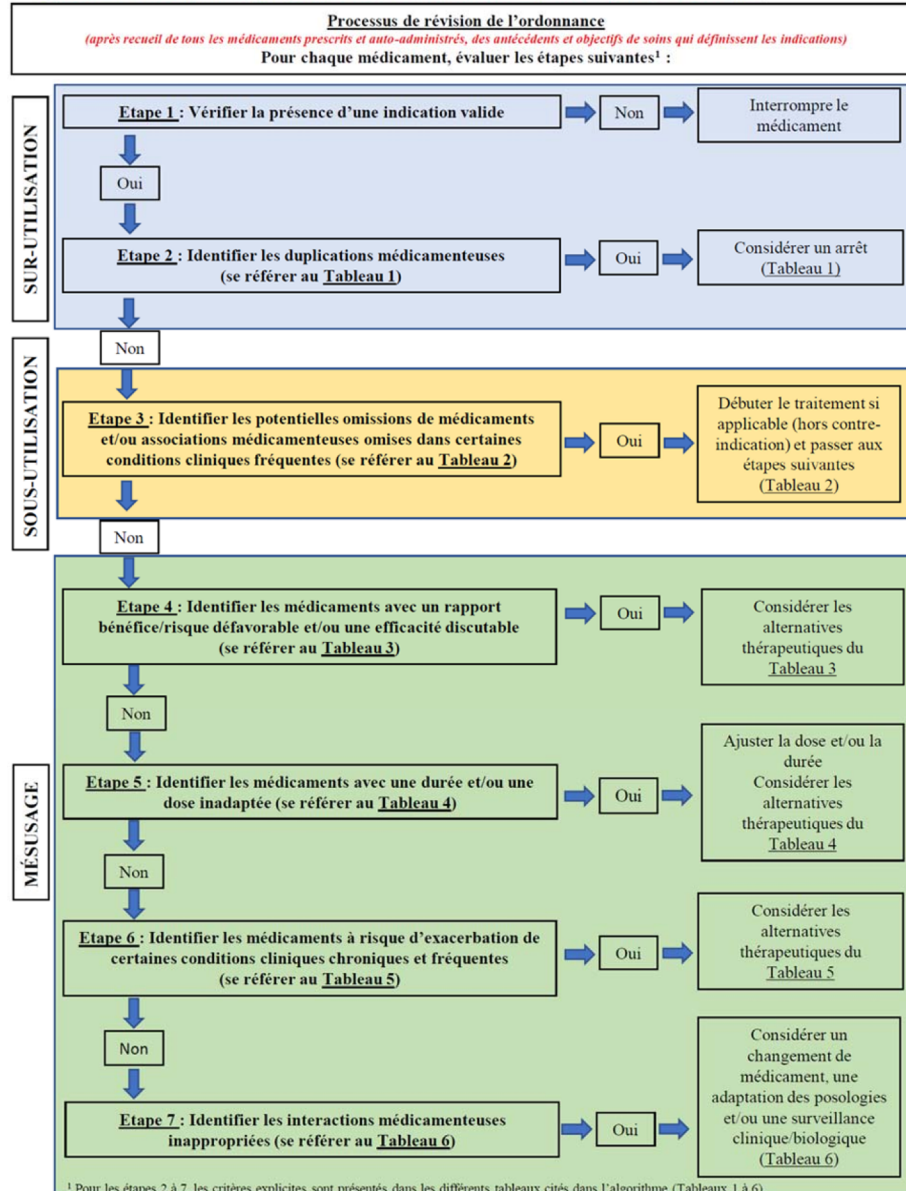 Processus de révision de l'ordonnance
(après recueil de tous les médicaments prescrits et auto-administrés, des antécédents et objectifs de soins qui définissent les indications)
Pour chaque médicament, évaluer les étapes suivantes¹ :
SUR-UTILISATION
Etape 1 : Vérifier la présence d'une indication valide
Non
Interrompre le
médicament
Oui
Etape 2 : Identifier les duplications médicamenteuses
(se référer au Tableau 1)
Oui
Considérer un arrêt
(Tableau 1)
Non
SOUS-UTILISATION
Etape 3 : Identifier les potentielles omissions de médicaments
et/ou associations médicamenteuses omises dans certaines
conditions cliniques fréquentes (se référer au Tableau 2)
Oui
Débuter le traitement si
applicable (hors contre-
indication) et passer aux
étapes suivantes
(Tableau 2)
Non
MÉSUSAGE
Etape 4 : Identifier les médicaments avec un rapport
bénéfice/risque défavorable et/ou une efficacité discutable
(se référer au Tableau 3)
Oui
Considérer les
alternatives
thérapeutiques du
Tableau 3
Non
Etape 5 : Identifier les médicaments avec une durée et/ou une
dose inadaptée (se référer au Tableau 4)
Oui
Ajuster la dose et/ou la
durée
Considérer les
alternatives
thérapeutiques du
Tableau 4
Non
Etape 6 : Identifier les médicaments à risque d'exacerbation de
certaines conditions cliniques chroniques et fréquentes
(se référer au Tableau 5)
Oui
Considérer les
alternatives
thérapeutiques du
Tableau 5
Non
Etape 7 : Identifier les interactions médicamenteuses
inappropriées (se référer au Tableau 6)
Oui
Considérer un
changement de
médicament, une
adaptation des posologies
et/ou une surveillance
clinique/biologique
(Tableau 6)
¹ Pour les étapes 2 à 7, les critères explicites sont présentés dans les différents tableaux cités dans l'algorithme (Tableaux 1 à 6)